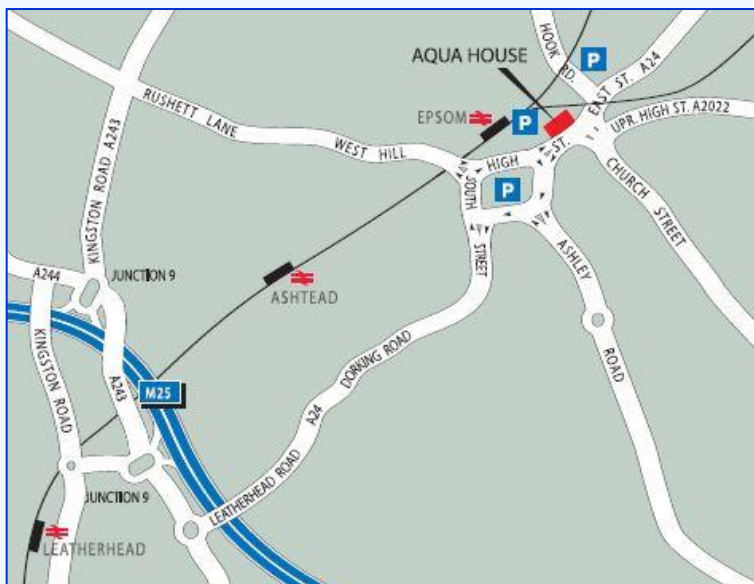 HOOK RD.
AQUA HOUSE
P
EAST ST. A24
EPSOM
P
UPR. HIGH ST. A2022
RUSHETT LANE
WEST HILL
HIGH ST.
P
SOUTH STREET
CHURCH STREET
KINGSTON ROAD A243
ASHLEY ROAD
A244
JUNCTION 9
ASHTEAD
KINGSTON ROAD
A243
M25
DORKING ROAD
A24
LEATHERHEAD ROAD
JUNCTION 9
LEATHERHEAD